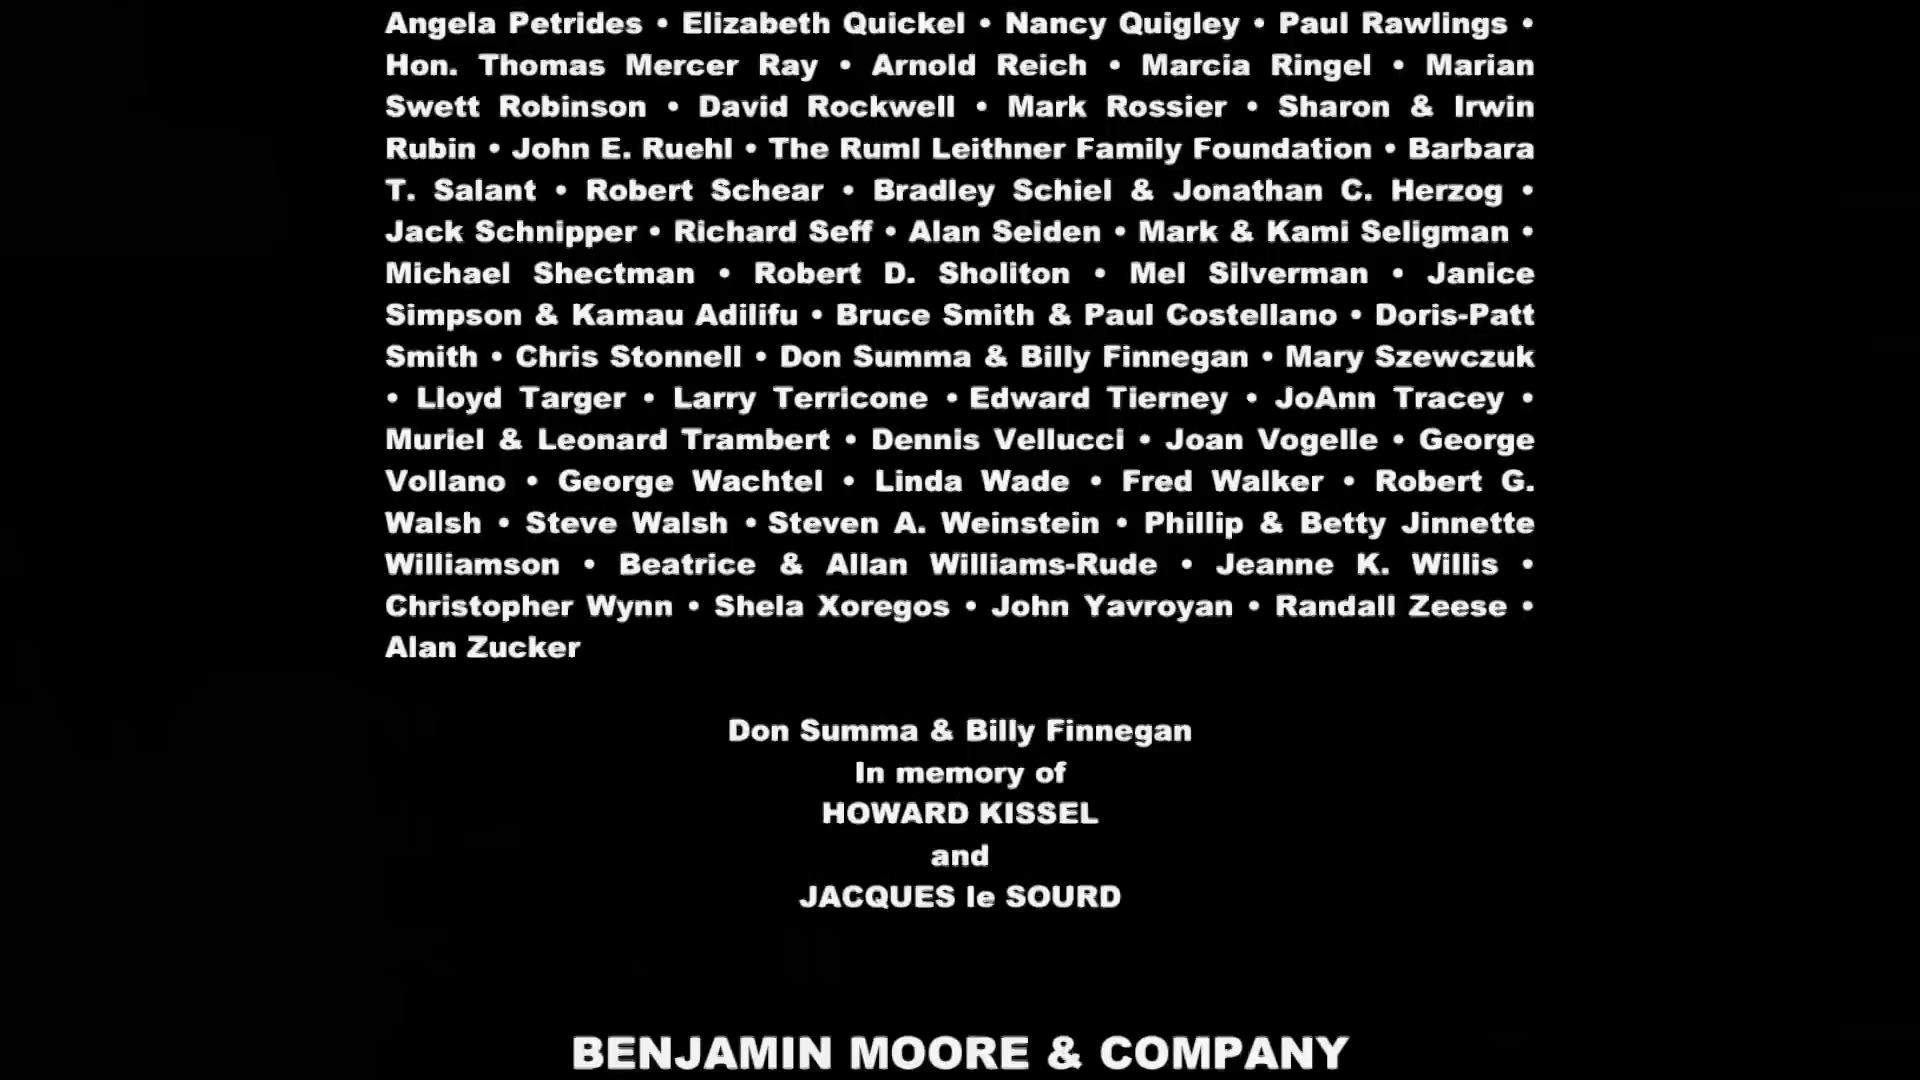 Angela Petrides • Elizabeth Quickel • Nancy Quigley • Paul Rawlings •
Hon. Thomas Mercer Ray • Arnold Reich • Marcia Ringel • Marian
Swett Robinson • David Rockwell • Mark Rossier • Sharon & Irwin
Rubin • John E. Ruehl • The Ruml Leithner Family Foundation • Barbara
T. Salant • Robert Schear • Bradley Schiel & Jonathan C. Herzog •
Jack Schnipper • Richard Seff • Alan Seiden • Mark & Kami Seligman •
Michael Shectman • Robert D. Sholiton • Mel Silverman • Janice
Simpson & Kamau Adilifu • Bruce Smith & Paul Costellano • Doris-Patt
Smith • Chris Stonnell • Don Summa & Billy Finnegan • Mary Szewczuk
• Lloyd Targer • Larry Terricone • Edward Tierney • JoAnn Tracey •
Muriel & Leonard Trambert • Dennis Vellucci • Joan Vogelle • George
Vollano • George Wachtel • Linda Wade • Fred Walker • Robert G.
Walsh • Steve Walsh • Steven A. Weinstein • Phillip & Betty Jinnette
Williamson • Beatrice & Allan Williams-Rude • Jeanne K. Willis •
Christopher Wynn • Shela Xoregos • John Yavroyan • Randall Zeese •
Alan Zucker
Don Summa & Billy Finnegan
In memory of
HOWARD KISSEL
and
JACQUES le SOURD
BENJAMIN MOORE & COMPANY